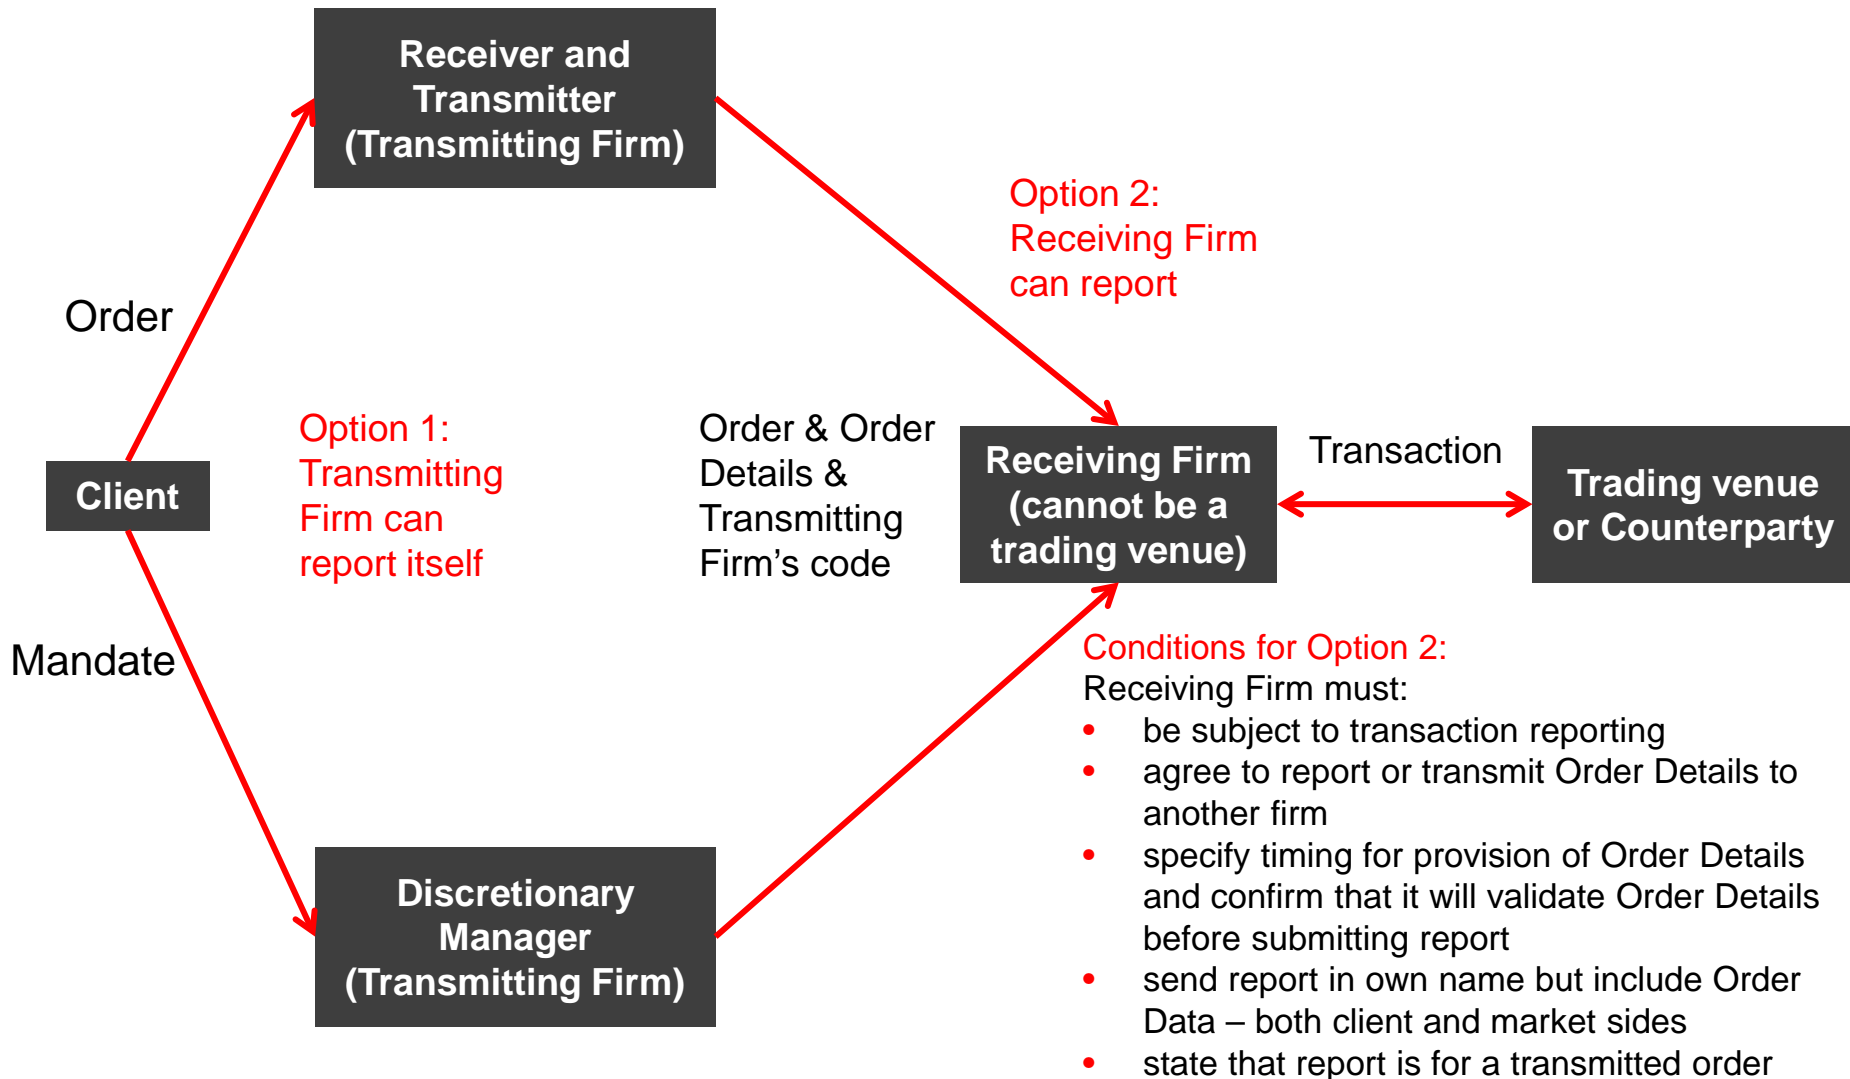 Receiver and
Transmitter
(Transmitting Firm)
Option 2:
Receiving Firm
can report
Order
Option 1:
Transmitting
Firm can
report itself
Order & Order
Details &
Transmitting
Firm’s code
Client
Receiving Firm
(cannot be a
trading venue)
Transaction
Trading venue
or Counterparty
Mandate
Conditions for Option 2:
Receiving Firm must:
• be subject to transaction reporting
• agree to report or transmit Order Details to
another firm
• specify timing for provision of Order Details
and confirm that it will validate Order Details
before submitting report
• send report in own name but include Order
Data – both client and market sides
• state that report is for a transmitted order
Discretionary
Manager
(Transmitting Firm)